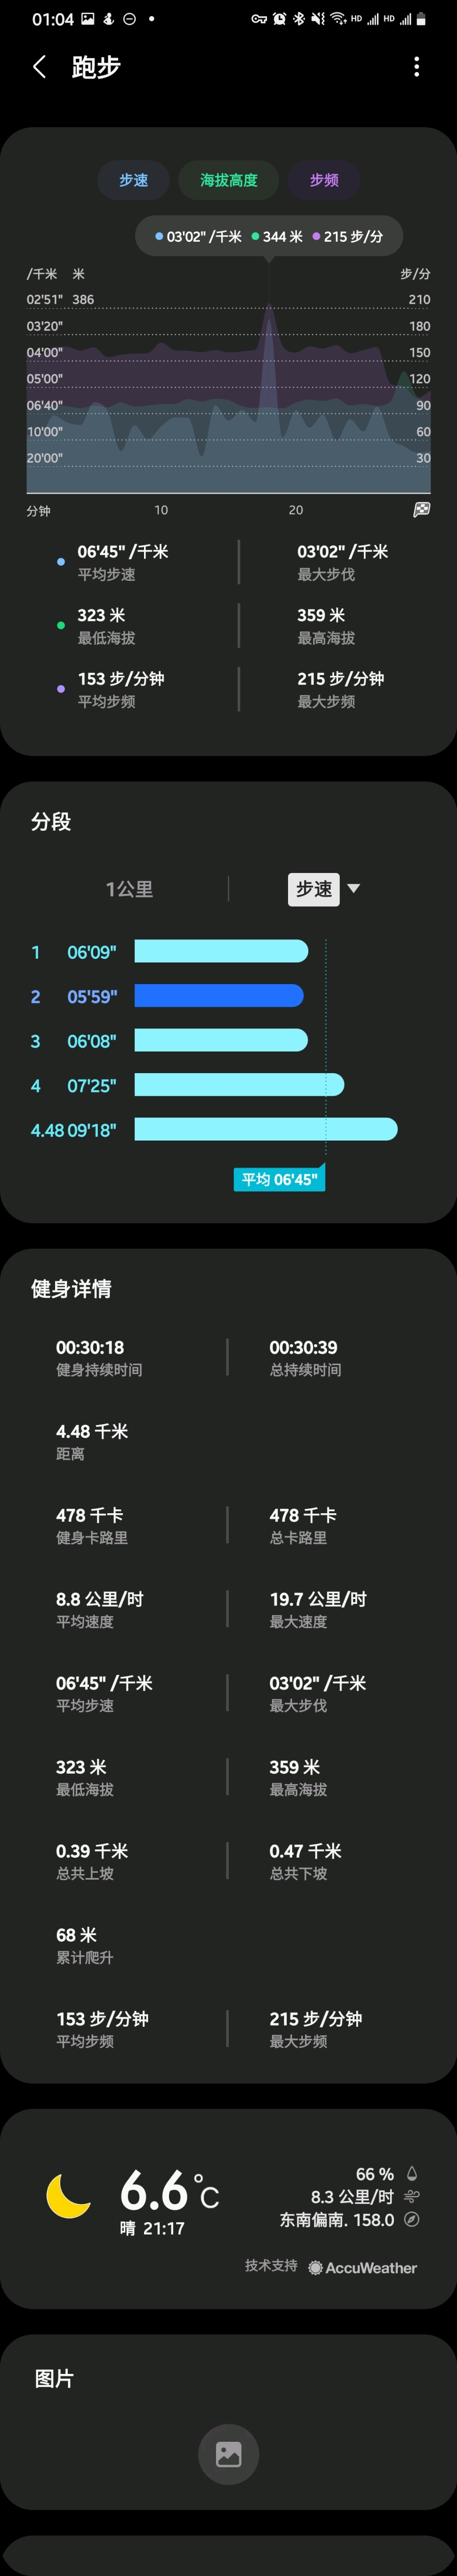 01:04 HD HD
跑步
步速 海拔高度 步频
03'02" /千米 344 米 215 步/分
/千米 米 步/分
02'51" 386 210
03'20" 180
04'00" 150
05'00" 120
06'40" 90
10'00" 60
20'00" 30
分钟 10 20
06'45" /千米 03'02" /千米
平均步速 最大步伐
323 米 359 米
最低海拔 最高海拔
153 步/分钟 215 步/分钟
平均步频 最大步频
分段
1公里 步速
1 06'09"
2 05'59"
3 06'08"
4 07'25"
4.48 09'18"
平均 06'45"
健身详情
00:30:18 00:30:39
健身持续时间 总持续时间
4.48 千米
距离
478 千卡 478 千卡
健身卡路里 总卡路里
8.8 公里/时 19.7 公里/时
平均速度 最大速度
06'45" /千米 03'02" /千米
平均步速 最大步伐
323 米 359 米
最低海拔 最高海拔
0.39 千米 0.47 千米
总共上坡 总共下坡
68 米
累计爬升
153 步/分钟 215 步/分钟
平均步频 最大步频
66 %
6.6°C 8.3 公里/时
晴 21:17 东南偏南. 158.0
技术支持 AccuWeather
图片